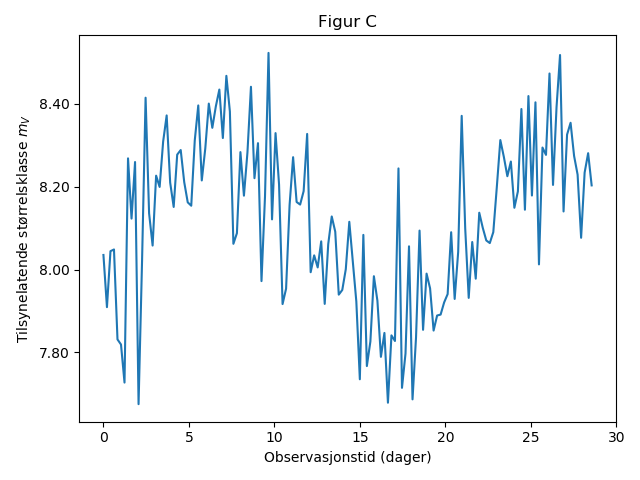 Figur C
Tilsynelatende størrelsklasse $m_V$
8.40
8.20
8.00
7.80
0 5 10 15 20 25 30
Observasjonstid (dager)